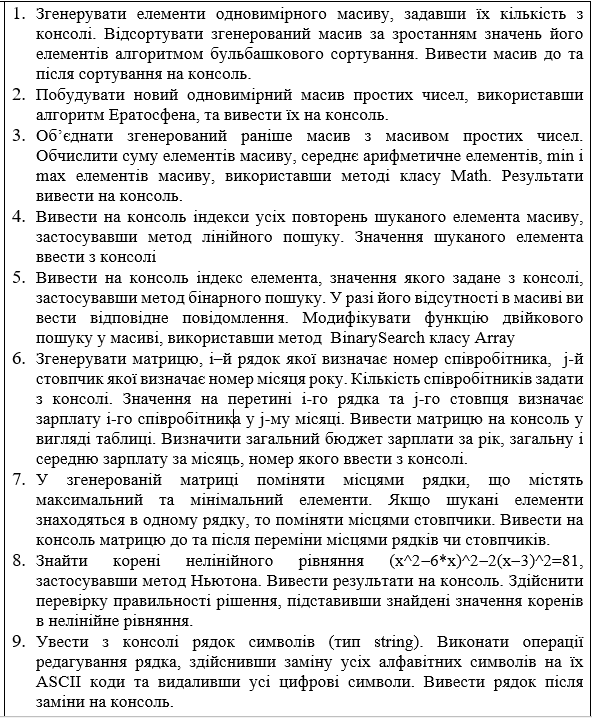 1. Згенерувати елементи одновимірного масиву, задавши їх кількість з
консолі. Відсортувати згенерований масив за зростанням значень його
елементів алгоритмом бульбашкового сортування. Вивести масив до та
після сортування на консоль.
2. Побудувати новий одновимірний масив простих чисел, використавши
алгоритм Ератосфена, та вивести їх на консоль.
3. Об’єднати згенерований раніше масив з масивом простих чисел.
Обчислити суму елементів масиву, середнє арифметичне елементів, min і
max елементів масиву, використавши методі класу Math. Результати
вивести на консоль.
4. Вивести на консоль індекси усіх повторень шуканого елемента масиву,
застосувавши метод лінійного пошуку. Значення шуканого елемента
ввести з консолі
5. Вивести на консоль індекс елемента, значення якого задане з консолі,
застосувавши метод бінарного пошуку. У разі його відсутності в масиві ви
вести відповідне повідомлення. Модифікувати функцію двійкового
пошуку у масиві, використавши метод BinarySearch класу Array
6. Згенерувати матрицю, i–й рядок якої визначає номер співробітника, j-й
стовпчик якої визначає номер місяця року. Кількість співробітників задати
з консолі. Значення на перетині i-го рядка та j-го стовпця визначає
зарплату i-го співробітника у j-му місяці. Вивести матрицю на консоль у
вигляді таблиці. Визначити загальний бюджет зарплати за рік, загальну і
середню зарплату за місяць, номер якого ввести з консолі.
7. У згенерованій матриці поміняти місцями рядки, що містять
максимальний та мінімальний елементи. Якщо шукані елементи
знаходяться в одному рядку, то поміняти місцями стовпчики. Вивести на
консоль матрицю до та після переміни місцями рядків чи стовпчиків.
8. Знайти корені нелінійного рівняння (x^2–6*x)^2–2(x–3)^2=81,
застосувавши метод Ньютона. Вивести результати на консоль. Здійснити
перевірку правильності рішення, підставивши знайдені значення коренів
в нелінійне рівняння.
9. Увести з консолі рядок символів (тип string). Виконати операції
редагування рядка, здійснивши заміну усіх алфавітних символів на їх
ASCII коди та видаливши усі цифрові символи. Вивести рядок після
заміни на консоль.